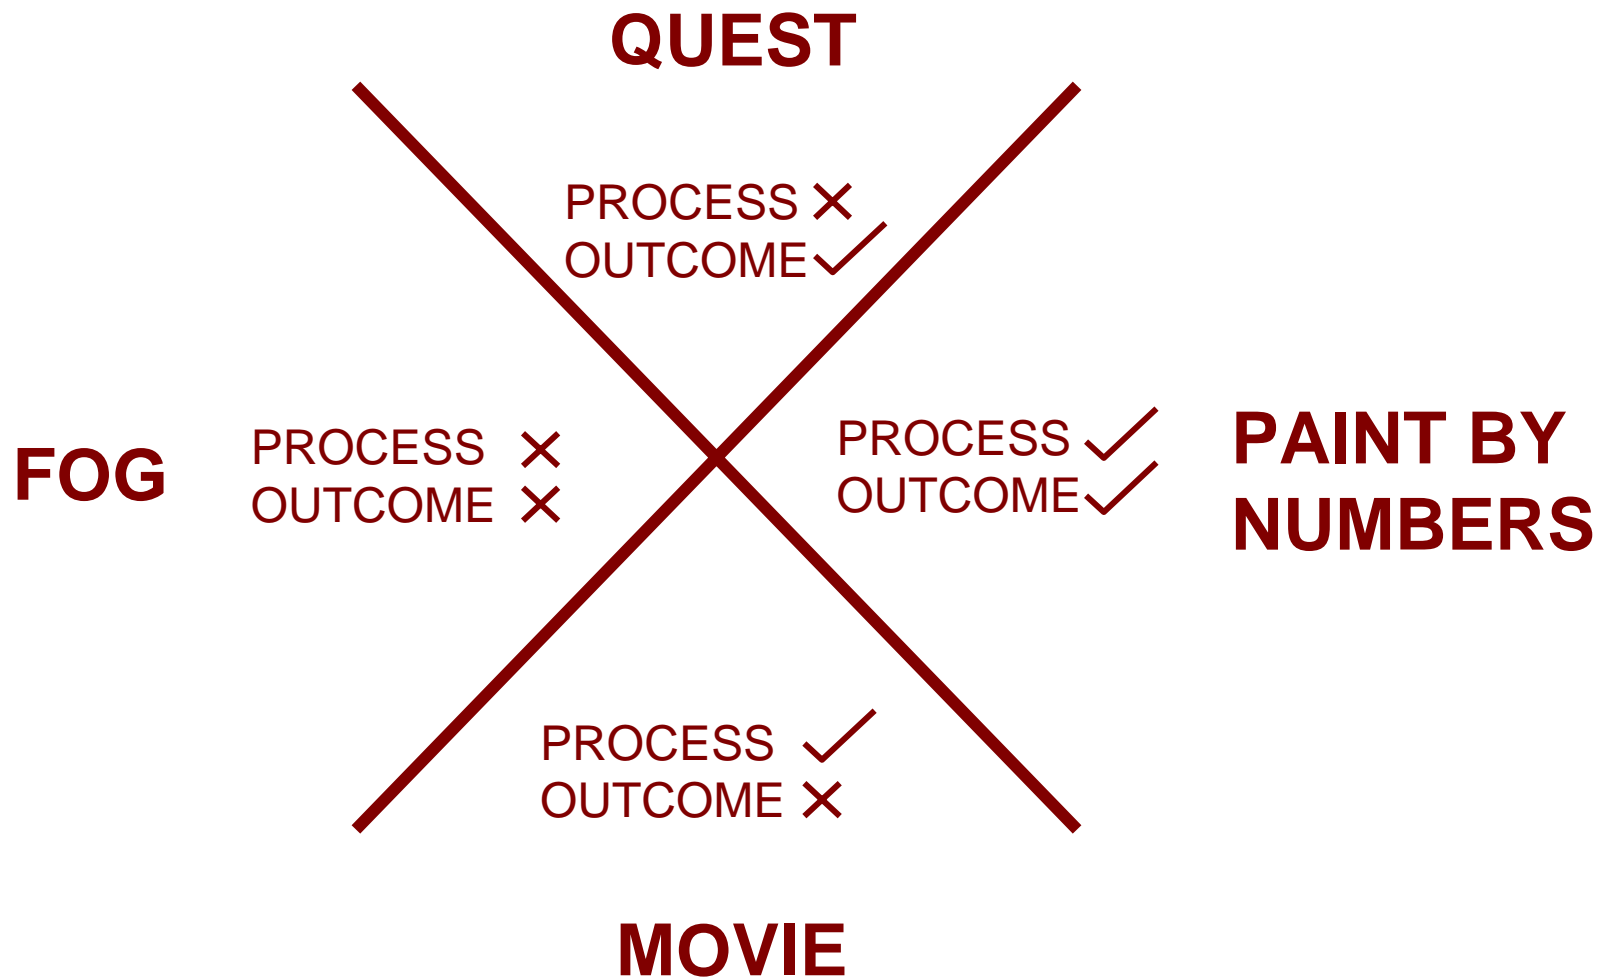 QUEST
PROCESS
OUTCOME
FOG
PROCESS
OUTCOME
PROCESS
OUTCOME
PAINT BY
NUMBERS
PROCESS
OUTCOME
MOVIE